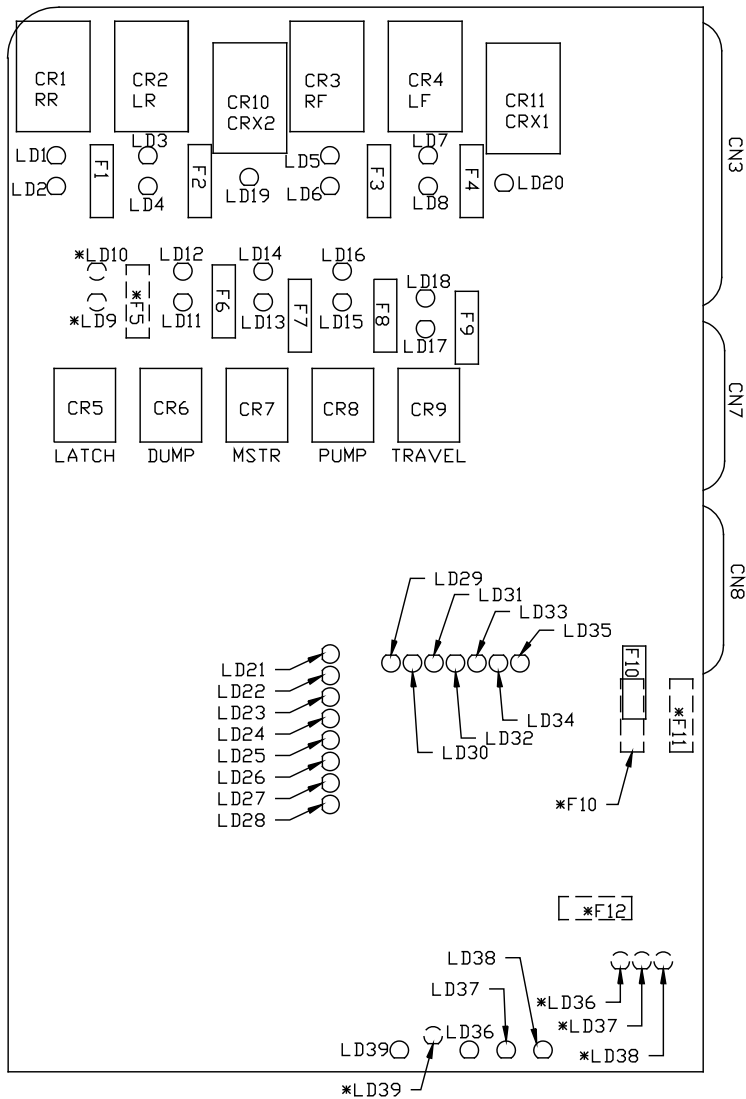 CR1
RR
CR2
LR
CR10
CRX2
CR3
RF
CR4
LF
CR11
CRX1
CN3
LD1
LD2
F1
LD3
LD4
F2
LD19
LD5
LD6
F3
LD7
LD8
F4
LD20
*LD10
*LD9
*F5
LD12
LD11
F6
LD14
LD13
F7
LD16
LD15
F8
LD18
LD17
F9
CN7
CR5
CR6
CR7
CR8
CR9
LATCH
DUMP
MSTR
PUMP
TRAVEL
CN8
LD29
LD31
LD33
LD35
LD21
LD22
LD23
LD24
LD25
LD26
LD27
LD28
LD34
LD32
LD30
F10
*F11
*F10
*F12
LD38
LD37
LD36
LD39
*LD39
*LD36
*LD37
*LD38